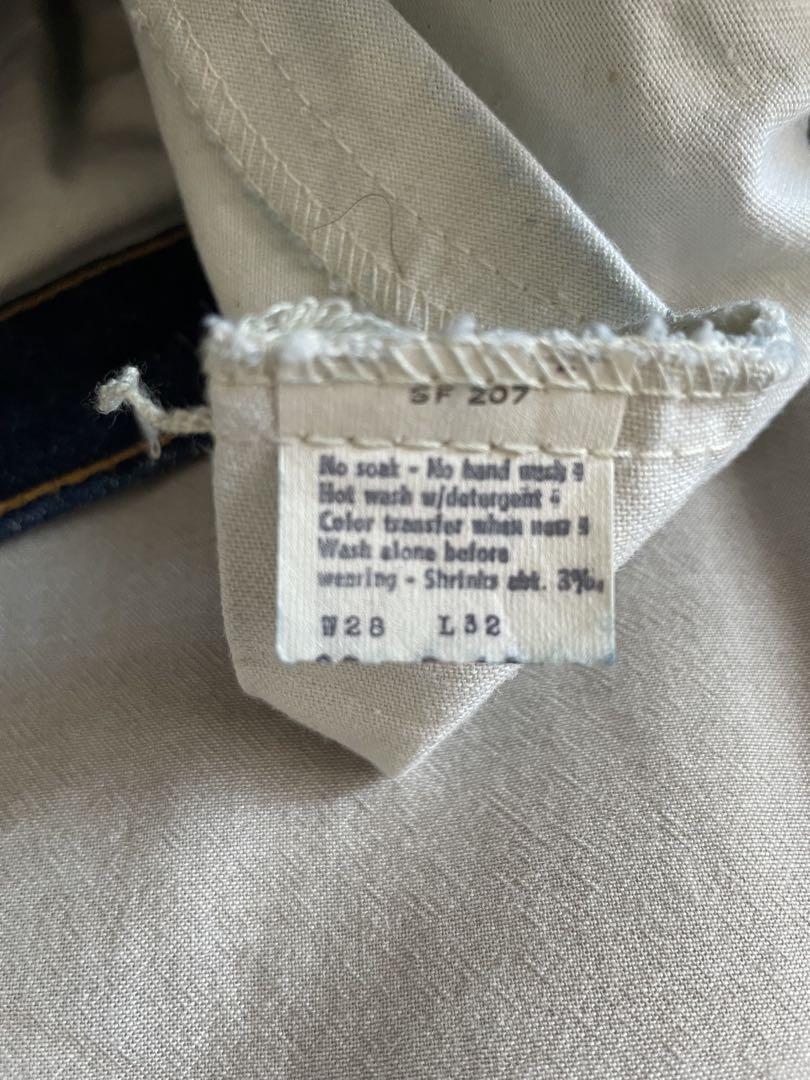 SF 207
No soak - No hand wash
Hot wash w/detergent
Color transfer when new
Wash alone before
wearing - Shrinks abt. 3%.
W28 L32